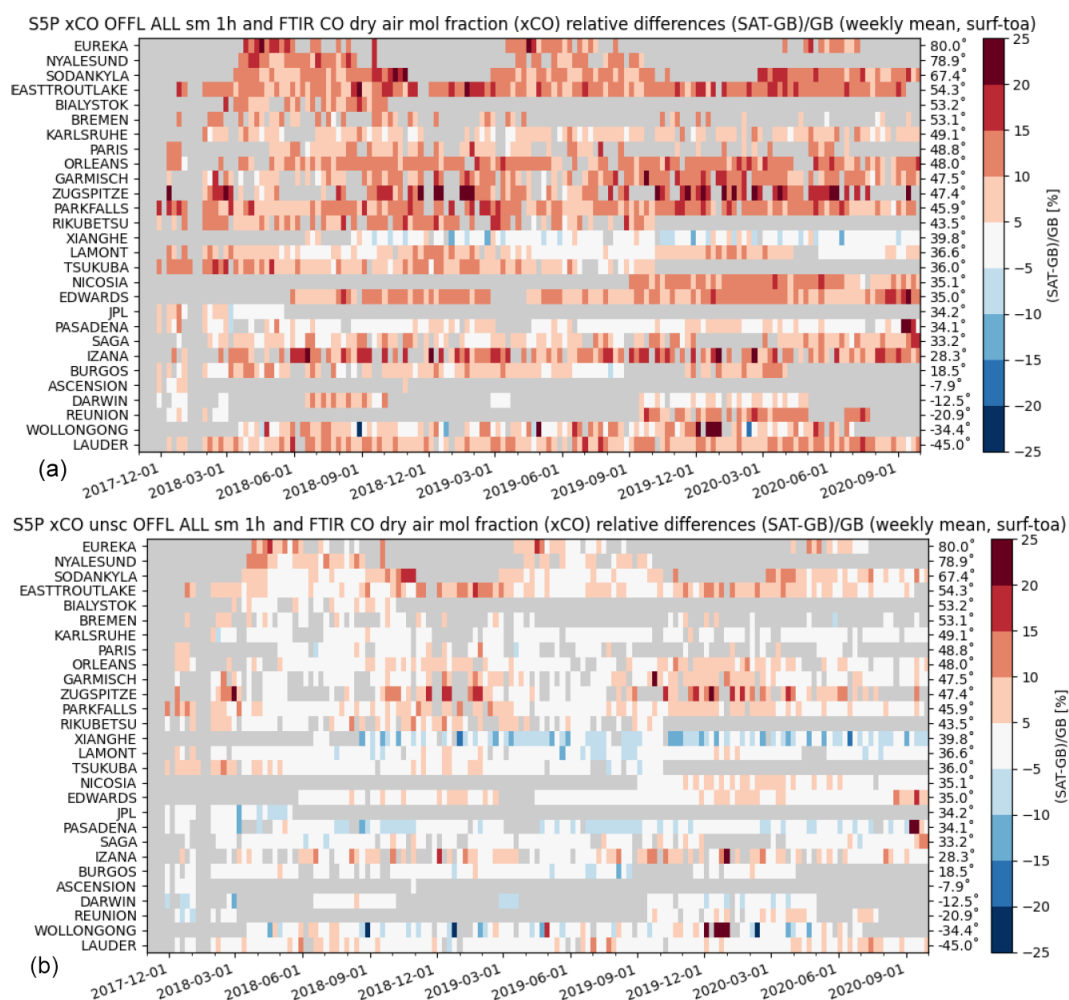 S5P xCO OFFL ALL sm 1h and FTIR CO dry air mol fraction (xCO) relative differences (SAT-GB)/GB (weekly mean, surf-toa)
EUREKA 80.0°
NYALESUND 78.9°
SODANKYLA 67.4°
EASTTROUTLAKE 54.3°
BIALYSTOK 53.2°
BREMEN 53.1°
KARLSRUHE 49.1°
PARIS 48.8°
ORLEANS 48.0°
GARMISCH 47.5°
ZUGSPITZE 47.4°
PARKFALLS 45.9°
RIKUBETSU 43.5°
XIANGHE 39.8°
LAMONT 36.6°
TSUKUBA 36.0°
NICOSIA 35.1°
EDWARDS 35.0°
JPL 34.2°
PASADENA 34.1°
SAGA 33.2°
IZANA 28.3°
BURGOS 18.5°
ASCENSION -7.9°
DARWIN -12.5°
REUNION -20.9°
WOLLONGONG -34.4°
LAUDER -45.0°
25
20
15
10
5
−5
−10
−15
−20
−25
(SAT-GB)/GB [%]
(a)
2017-12-01 2018-03-01 2018-06-01 2018-09-01 2018-12-01 2019-03-01 2019-06-01 2019-09-01 2019-12-01 2020-03-01 2020-06-01 2020-09-01
S5P xCO unsc OFFL ALL sm 1h and FTIR CO dry air mol fraction (xCO) relative differences (SAT-GB)/GB (weekly mean, surf-toa)
EUREKA 80.0°
NYALESUND 78.9°
SODANKYLA 67.4°
EASTTROUTLAKE 54.3°
BIALYSTOK 53.2°
BREMEN 53.1°
KARLSRUHE 49.1°
PARIS 48.8°
ORLEANS 48.0°
GARMISCH 47.5°
ZUGSPITZE 47.4°
PARKFALLS 45.9°
RIKUBETSU 43.5°
XIANGHE 39.8°
LAMONT 36.6°
TSUKUBA 36.0°
NICOSIA 35.1°
EDWARDS 35.0°
JPL 34.2°
PASADENA 34.1°
SAGA 33.2°
IZANA 28.3°
BURGOS 18.5°
ASCENSION -7.9°
DARWIN -12.5°
REUNION -20.9°
WOLLONGONG -34.4°
LAUDER -45.0°
25
20
15
10
5
−5
−10
−15
−20
−25
(SAT-GB)/GB [%]
(b)
2017-12-01 2018-03-01 2018-06-01 2018-09-01 2018-12-01 2019-03-01 2019-06-01 2019-09-01 2019-12-01 2020-03-01 2020-06-01 2020-09-01